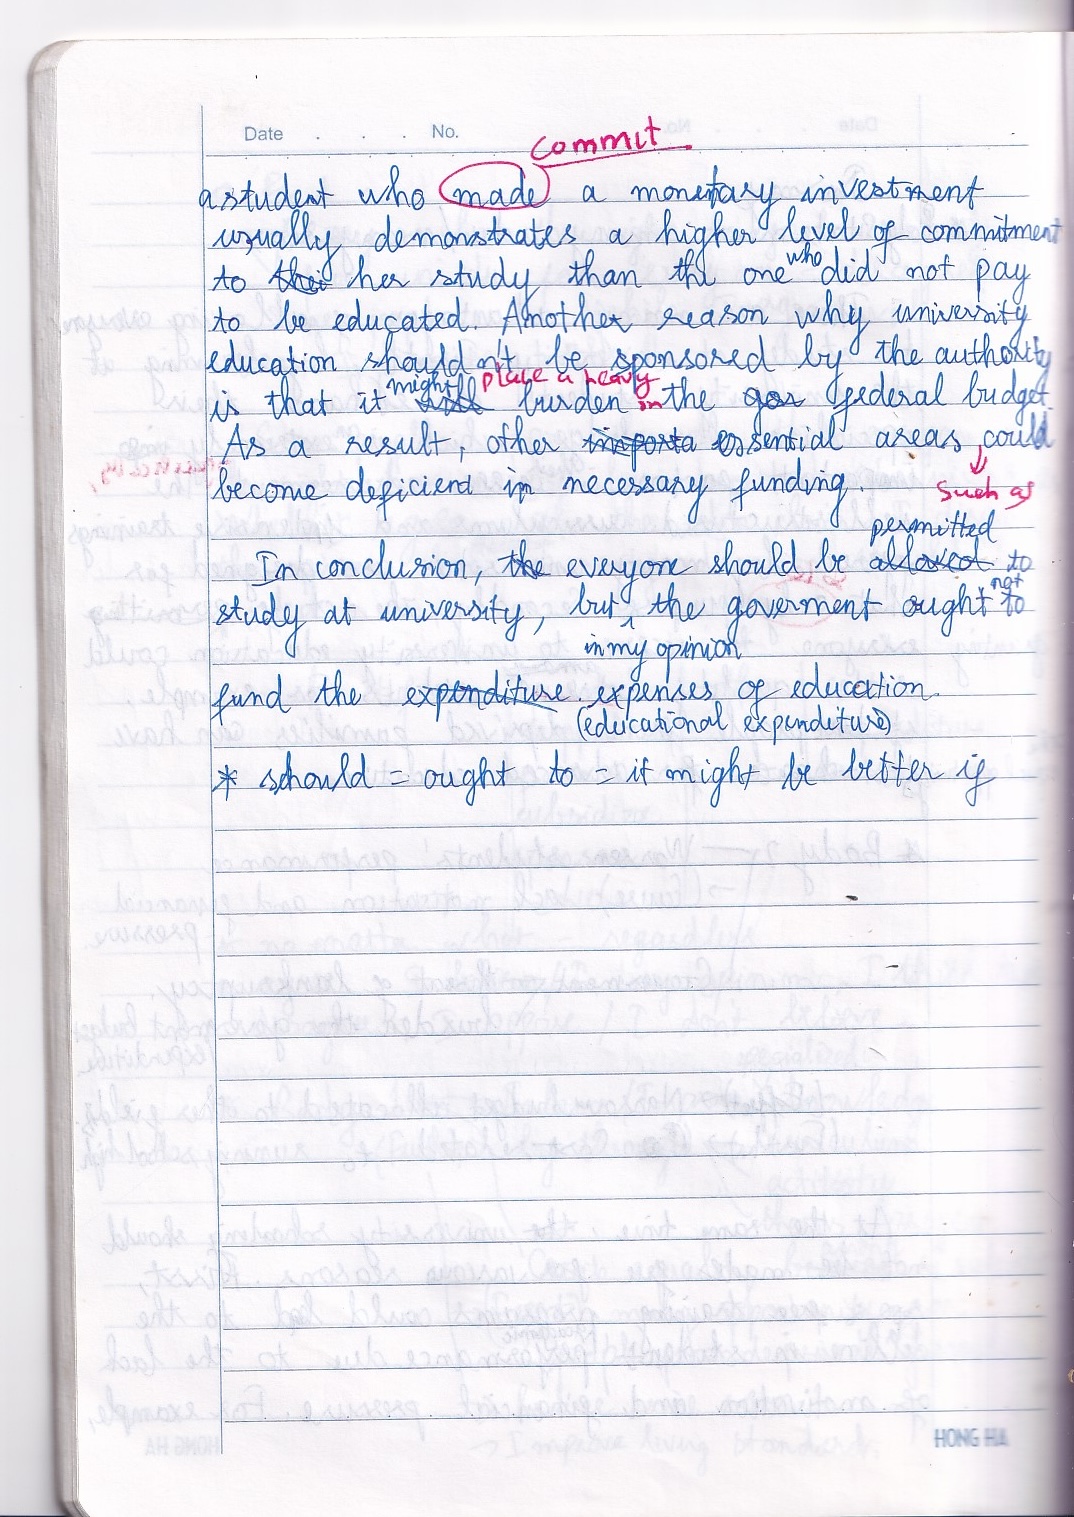 Date . . . No.
commit
a student who made a monetary investment
usually demonstrates a higher level of commitment
to their her study than the one who did not pay
to be educated. Another reason why university
education shouldn't be sponsored by the authority
might place a heavy
is that it will burden in the gov federal budget.
As a result, other importa essential areas could
become deficient in necessary funding. such as
permitted
In conclusion, the everyone should be allowed to
study at university, but the goverment ought not to
in my opinion
fund the expenditure expenses of education.
(educational expenditure)
* should = ought to = it might be better if
HONG HA